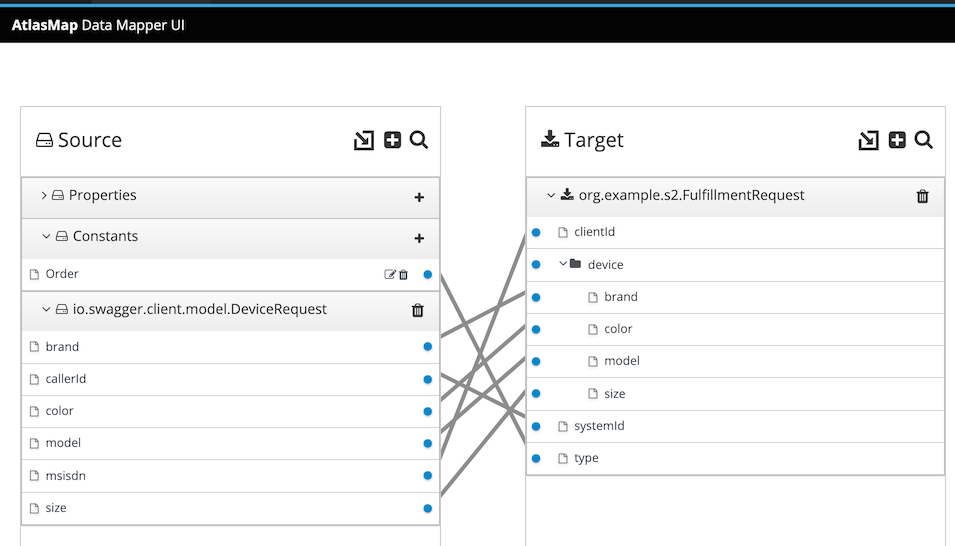 AtlasMap Data Mapper UI
Source
Properties
Constants
Order
io.swagger.client.model.DeviceRequest
brand
callerId
color
model
msisdn
size
Target
org.example.s2.FulfillmentRequest
clientId
device
brand
color
model
size
systemId
type